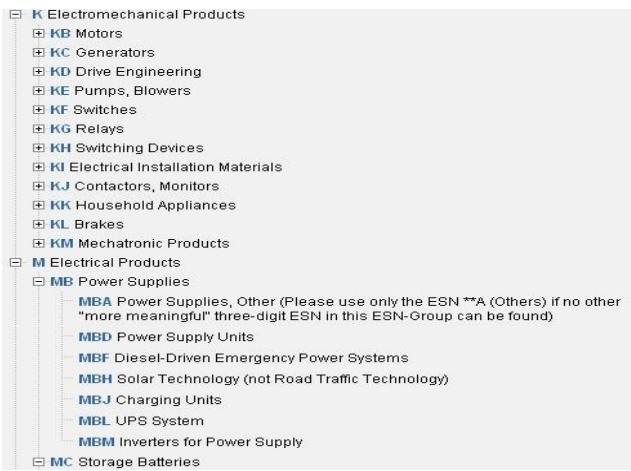 K Electromechanical Products
KB Motors
KC Generators
KD Drive Engineering
KE Pumps, Blowers
KF Switches
KG Relays
KH Switching Devices
KI Electrical Installation Materials
KJ Contactors, Monitors
KK Household Appliances
KL Brakes
KM Mechatronic Products
M Electrical Products
MB Power Supplies
MBA Power Supplies, Other (Please use only the ESN **A (Others) if no other
"more meaningful" three-digit ESN in this ESN-Group can be found)
MBD Power Supply Units
MBF Diesel-Driven Emergency Power Systems
MBH Solar Technology (not Road Traffic Technology)
MBJ Charging Units
MBL UPS System
MBM Inverters for Power Supply
MC Storage Batteries